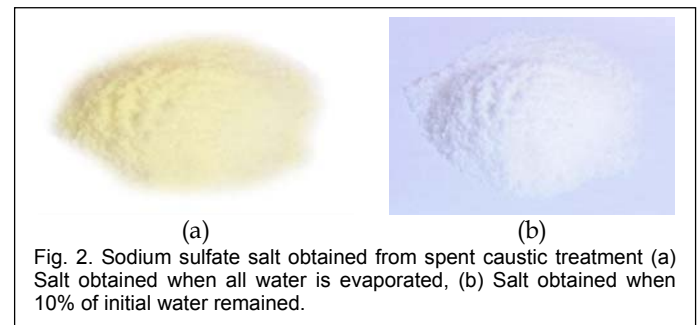 (a) (b)
Fig. 2. Sodium sulfate salt obtained from spent caustic treatment (a)
Salt obtained when all water is evaporated, (b) Salt obtained when
10% of initial water remained.